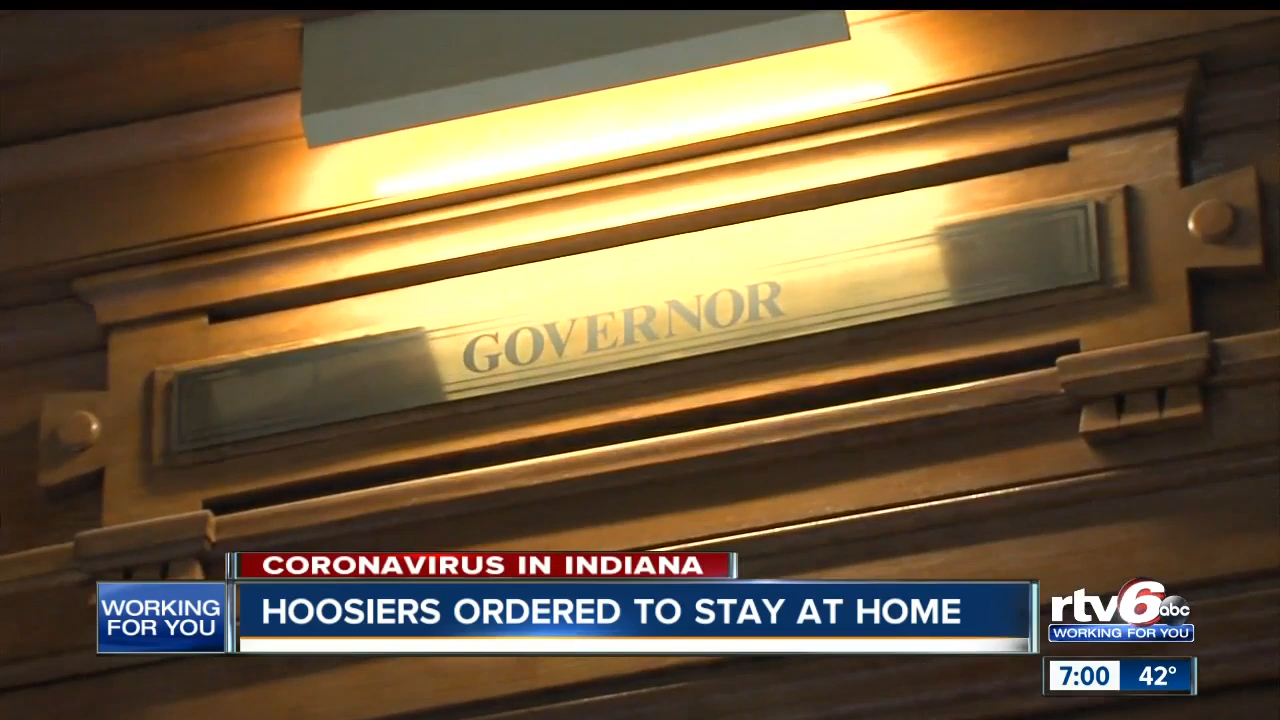 GOVERNOR
CORONAVIRUS IN INDIANA
WORKING
FOR YOU
HOOSIERS ORDERED TO STAY AT HOME
rtv6 abc
WORKING FOR YOU
7:00 42°